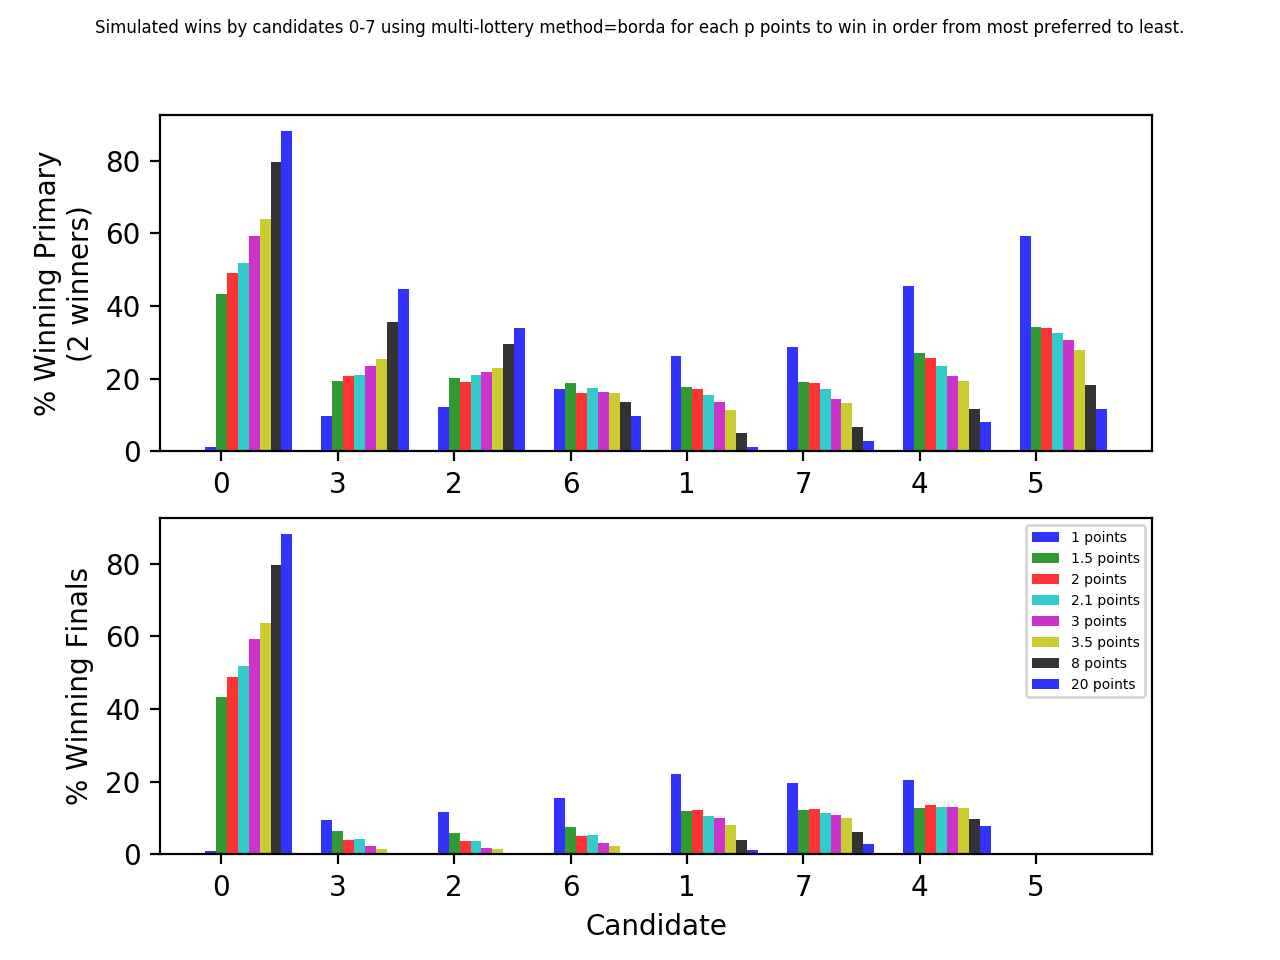 Simulated wins by candidates 0-7 using multi-lottery method=borda for each p points to win in order from most preferred to least.
% Winning Primary
(2 winners)
80
60
40
20
0
0 3 2 6 1 7 4 5
% Winning Finals
80
60
40
20
0
1 points
1.5 points
2 points
2.1 points
3 points
3.5 points
8 points
20 points
0 3 2 6 1 7 4 5
Candidate